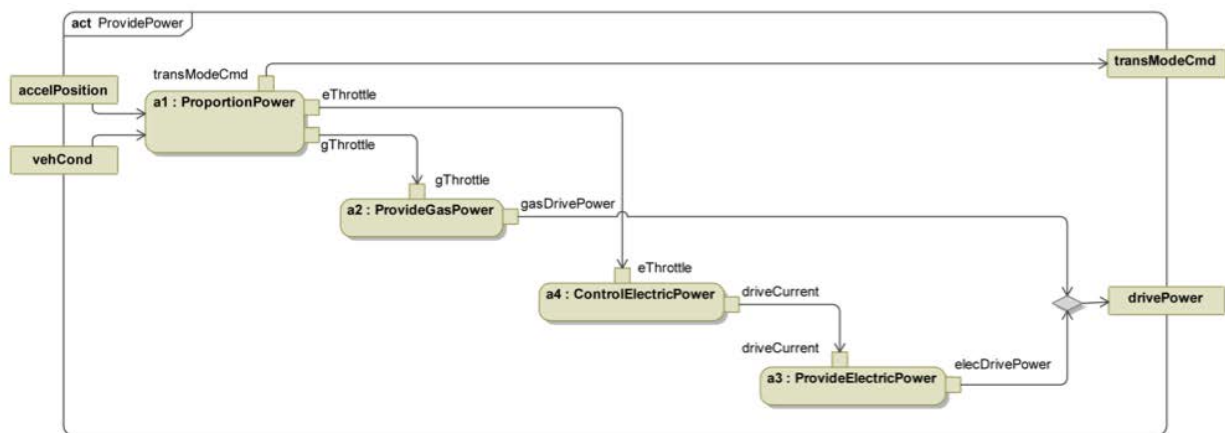 act ProvidePower
transModeCmd
accelPosition
transModeCmd
eThrottle
a1 : ProportionPower
gThrottle
vehCond
gThrottle
a2 : ProvideGasPower
gasDrivePower
eThrottle
a4 : ControlElectricPower
driveCurrent
drivePower
driveCurrent
elecDrivePower
a3 : ProvideElectricPower